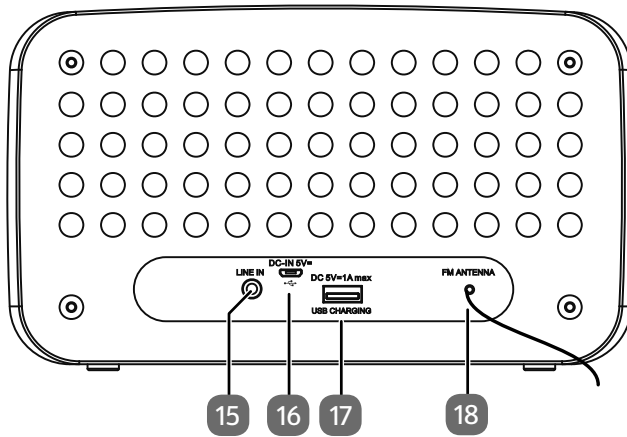 DC-IN 5V⎓
LINE IN
DC 5V⎓1A max
FM ANTENNA
USB CHARGING
15
16
17
18